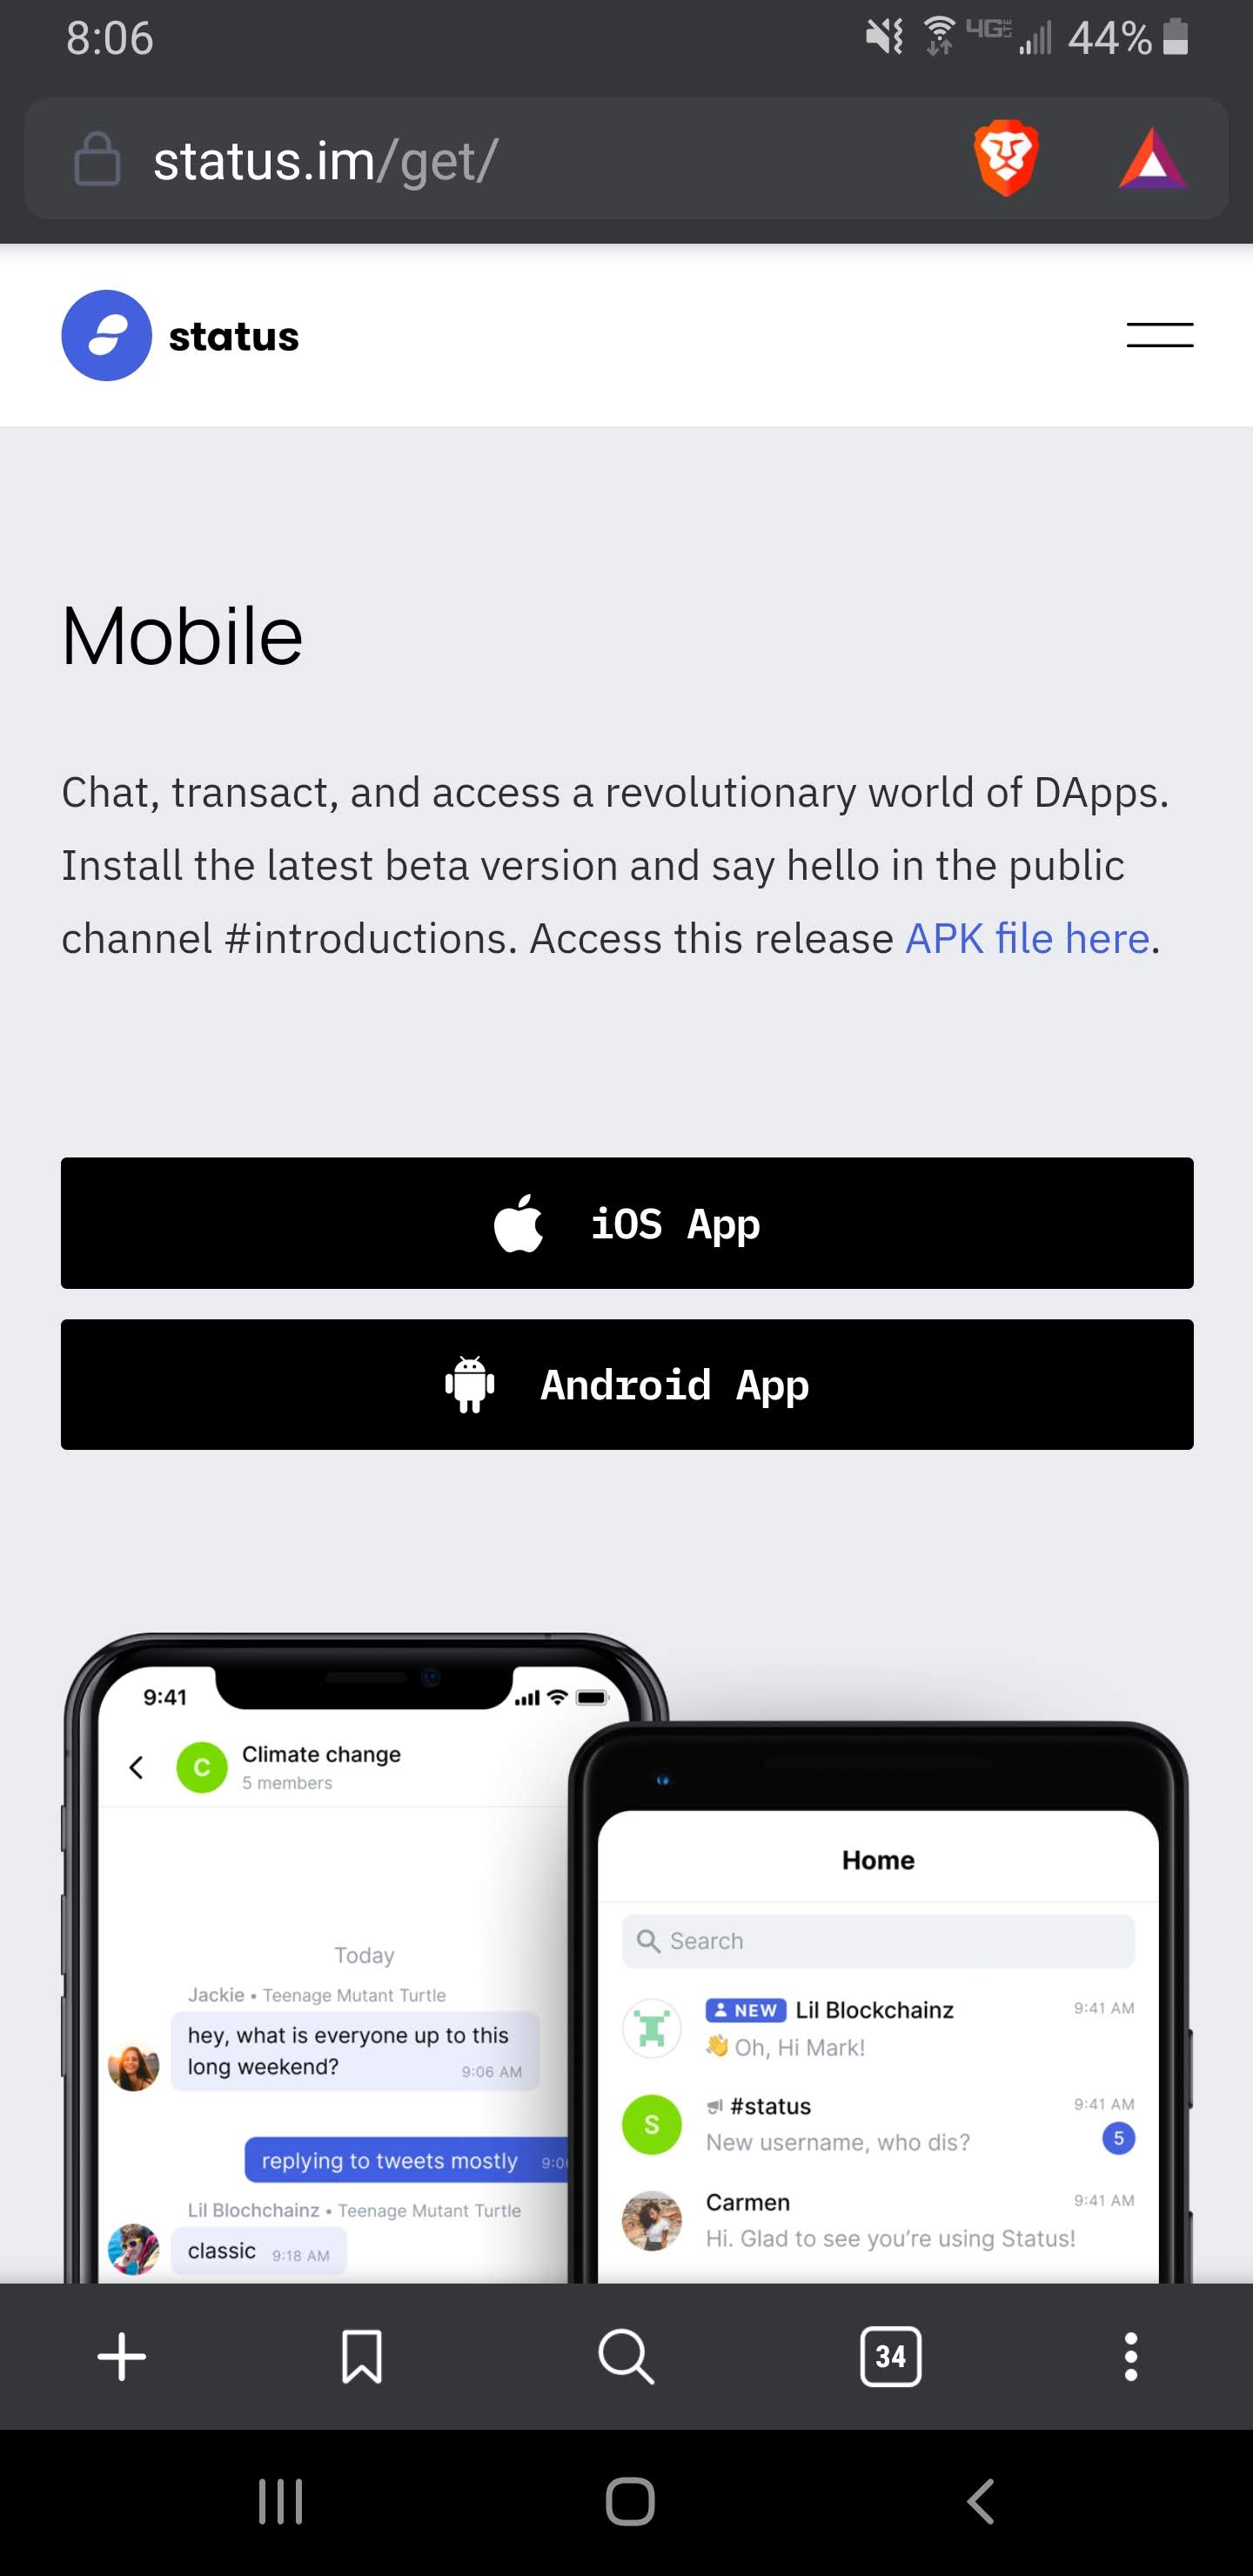 8:06
4G LTE
44%
status.im/get/
status
Mobile
Chat, transact, and access a revolutionary world of DApps.
Install the latest beta version and say hello in the public
channel #introductions. Access this release APK file here.
iOS App
Android App
9:41
C
Climate change
5 members
Today
Jackie • Teenage Mutant Turtle
hey, what is everyone up to this
long weekend?
9:06 AM
replying to tweets mostly
Lil Blochchainz • Teenage Mutant Turtle
classic
9:18 AM
Home
Search
NEW Lil Blockchainz
9:41 AM
👋 Oh, Hi Mark!
S
#status
9:41 AM
New username, who dis?
5
Carmen
9:41 AM
Hi. Glad to see you’re using Status!
34